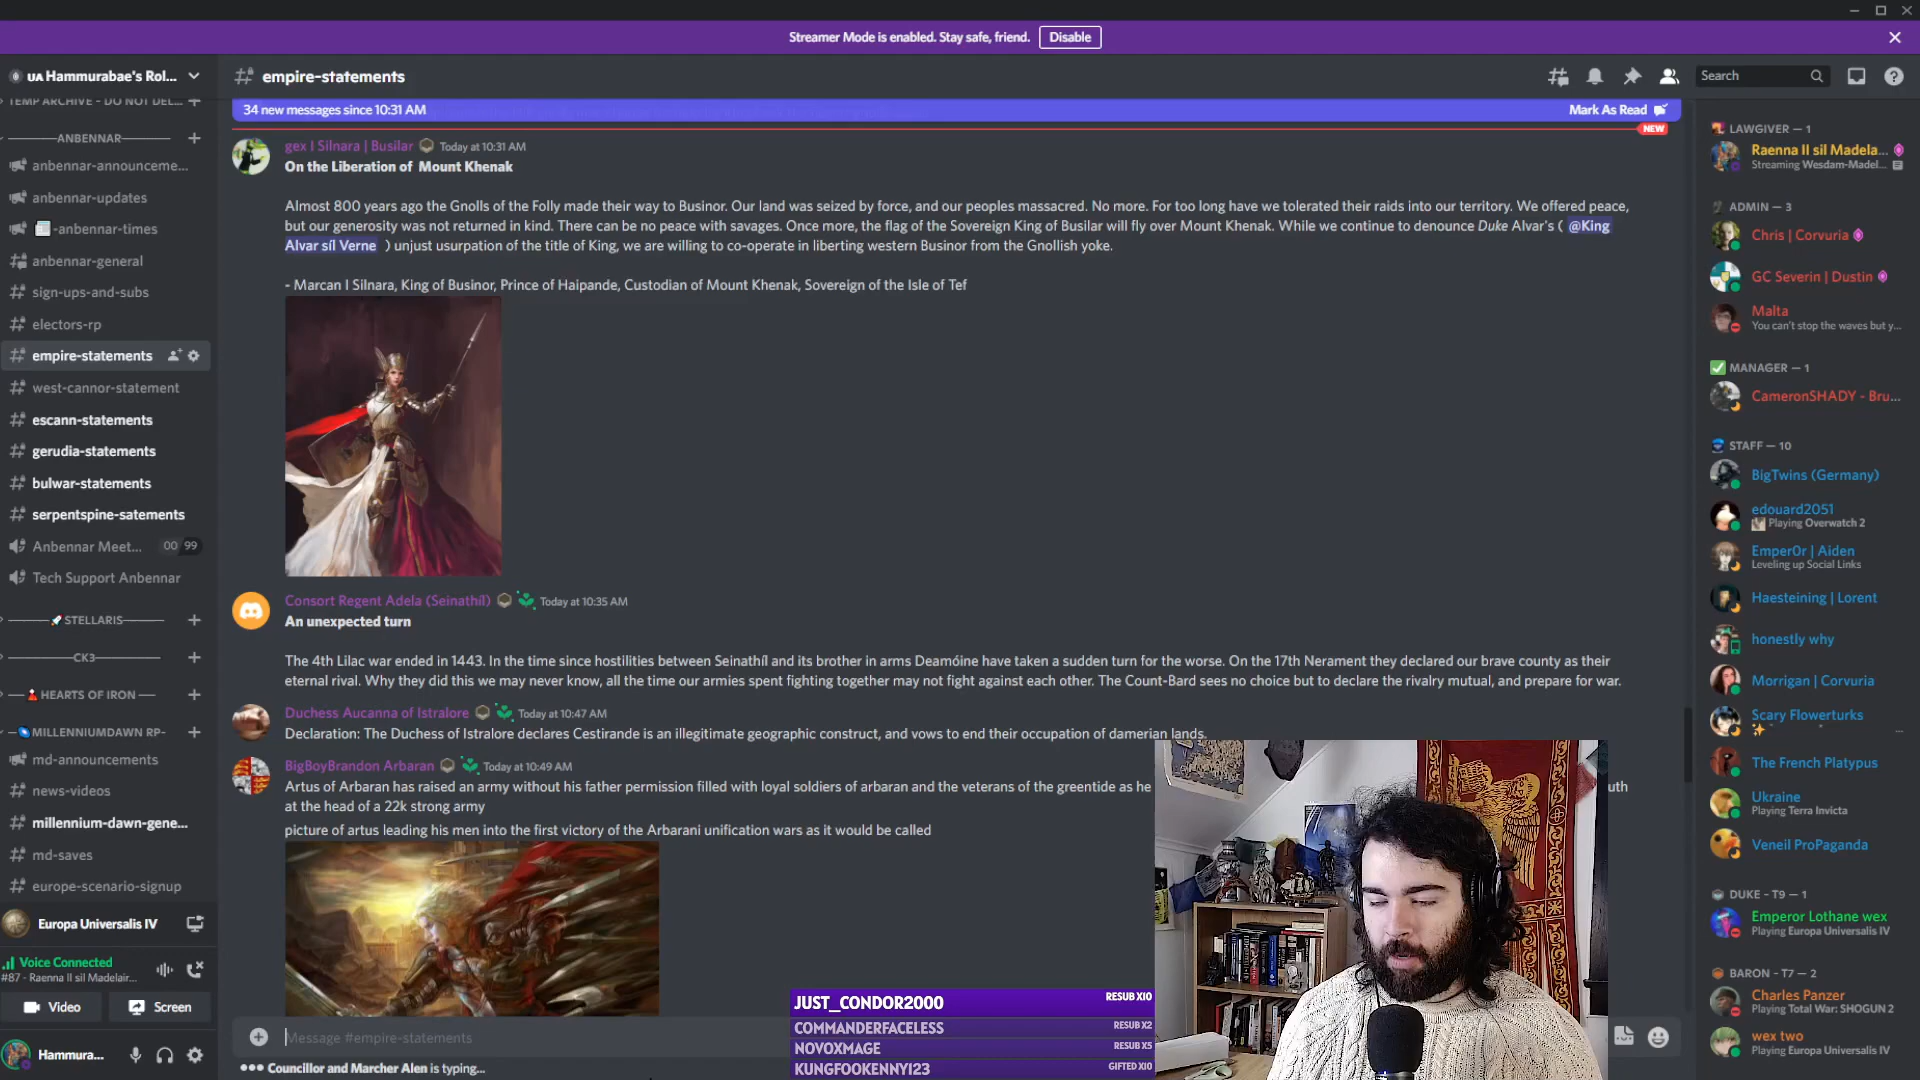 Streamer Mode is enabled. Stay safe, friend. Disable
UA Hammurabae's Rol...
TEMP ARCHIVE - DO NOT DEL...
ANBENNAR
anbennar-announceme...
anbennar-updates
-anbennar-times
anbennar-general
sign-ups-and-subs
electors-rp
empire-statements
west-cannor-statement
escann-statements
gerudia-statements
bulwar-statements
serpentspine-satements
Anbennar Meet... 00 99
Tech Support Anbennar
STELLARIS
CK3
HEARTS OF IRON
MILLENNIUMDAWN RP-
md-announcements
news-videos
millennium-dawn-gene...
md-saves
europe-scenario-signup
Europa Universalis IV
Voice Connected
#87 - Raenna II sil Madelair...
Video Screen
Hammura...
empire-statements
Search
34 new messages since 10:31 AM Mark As Read
NEW
gex I Silnara | Busilar Today at 10:31 AM
On the Liberation of Mount Khenak
Almost 800 years ago the Gnolls of the Folly made their way to Businor. Our land was seized by force, and our peoples massacred. No more. For too long have we tolerated their raids into our territory. We offered peace,
but our generosity was not returned in kind. There can be no peace with savages. Once more, the flag of the Sovereign King of Busilar will fly over Mount Khenak. While we continue to denounce Duke Alvar's ( @King
Alvar síl Verne ) unjust usurpation of the title of King, we are willing to co-operate in liberting western Businor from the Gnollish yoke.
- Marcan I Silnara, King of Businor, Prince of Haipande, Custodian of Mount Khenak, Sovereign of the Isle of Tef
Consort Regent Adela (Seinathíl) Today at 10:35 AM
An unexpected turn
The 4th Lilac war ended in 1443. In the time since hostilities between Seinathíl and its brother in arms Deamóine have taken a sudden turn for the worse. On the 17th Nerament they declared our brave county as their
eternal rival. Why they did this we may never know, all the time our armies spent fighting together may not fight against each other. The Count-Bard sees no choice but to declare the rivalry mutual, and prepare for war.
Duchess Aucanna of Istralore Today at 10:47 AM
Declaration: The Duchess of Istralore declares Cestirande is an illegitimate geographic construct, and vows to end their occupation of damerian lands.
BigBoyBrandon Arbaran Today at 10:49 AM
Artus of Arbaran has raised an army without his father permission filled with loyal soldiers of arbaran and the veterans of the greentide as he uth
at the head of a 22k strong army
picture of artus leading his men into the first victory of the Arbarani unification wars as it would be called
Message #empire-statements
Councillor and Marcher Alen is typing...
JUST_CONDOR2000 RESUB X10
COMMANDERFACELESS RESUB X2
NOVOXMAGE RESUB X5
KUNGFOOKENNY123 GIFTED X10
LAWGIVER — 1
Raenna II sil Madela...
Streaming Wesdam-Madel...
ADMIN — 3
Chris | Corvuria
GC Severin | Dustin
Malta
You can't stop the waves but y...
MANAGER — 1
CameronSHADY - Bru...
STAFF — 10
BigTwins (Germany)
edouard2051
Playing Overwatch 2
Emper0r | Aiden
Leveling up Social Links
Haesteining | Lorent
honestly why
Morrigan | Corvuria
Scary Flowerturks
The French Platypus
Ukraine
Playing Terra Invicta
Veneil ProPaganda
DUKE - T9 — 1
Emperor Lothane wex
Playing Europa Universalis IV
BARON - T7 — 2
Charles Panzer
Playing Total War: SHOGUN 2
wex two
Playing Europa Universalis IV